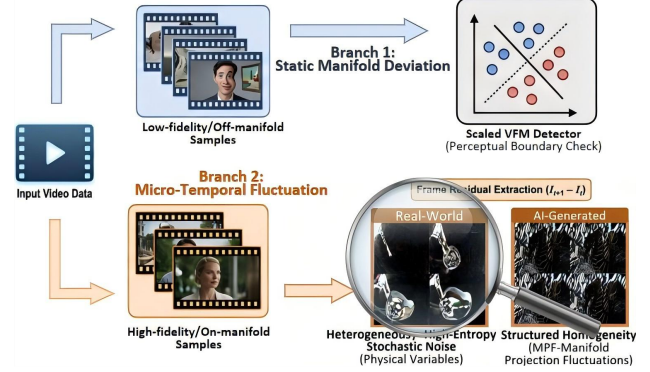 Branch 1:
Static Manifold Deviation
Low-fidelity/Off-manifold
Samples
Scaled VFM Detector
(Perceptual Boundary Check)
Input Video Data
Branch 2:
Micro-Temporal Fluctuation
High-fidelity/On-manifold
Samples
Frame Residual Extraction (I_{t+1} − I_t)
Real-World
AI-Generated
Heterogeneous, High-Entropy
Stochastic Noise
(Physical Variables)
Structured Homogeneity
(MPF-Manifold
Projection Fluctuations)